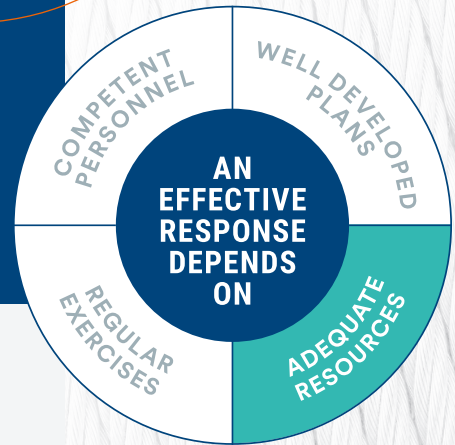 COMPETENT
PERSONNEL
WELL DEVELOPED
PLANS
AN
EFFECTIVE
RESPONSE
DEPENDS
ON
REGULAR
EXERCISES
ADEQUATE
RESOURCES